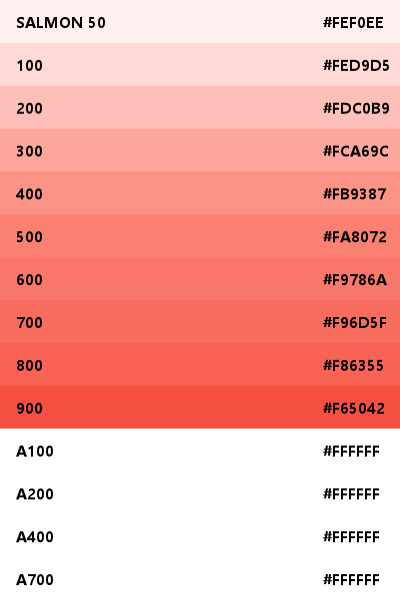 SALMON 50 #FEF0EE
100 #FED9D5
200 #FDC0B9
300 #FCA69C
400 #FB9387
500 #FA8072
600 #F9786A
700 #F96D5F
800 #F86355
900 #F65042
A100 #FFFFFF
A200 #FFFFFF
A400 #FFFFFF
A700 #FFFFFF